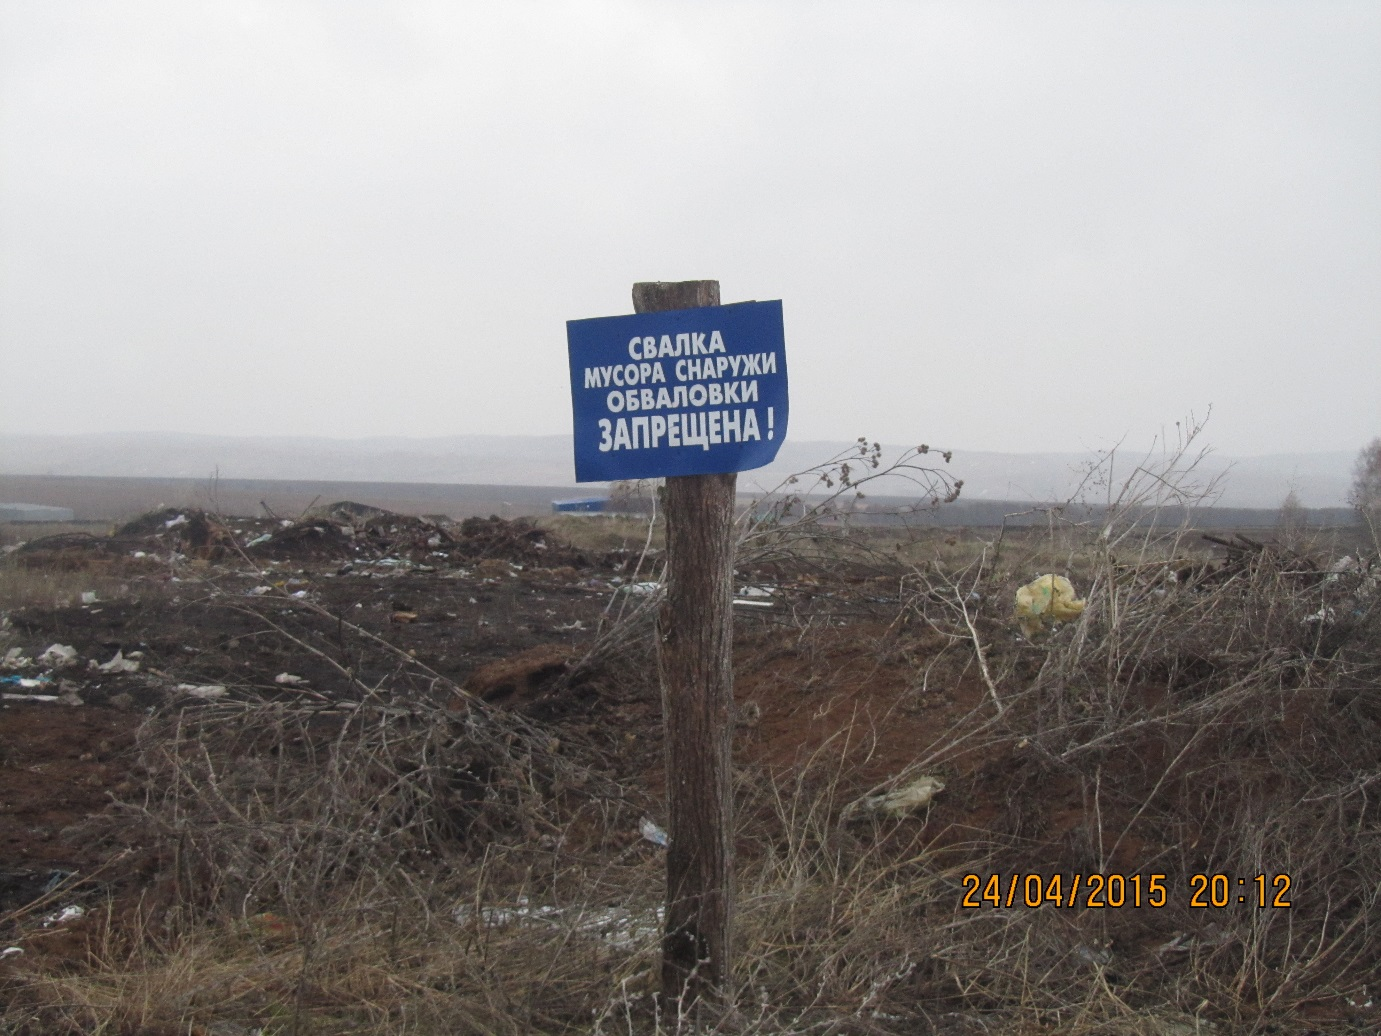 СВАЛКА
МУСОРА СНАРУЖИ
ОБВАЛОВКИ
ЗАПРЕЩЕНА!
24/04/2015 20:12